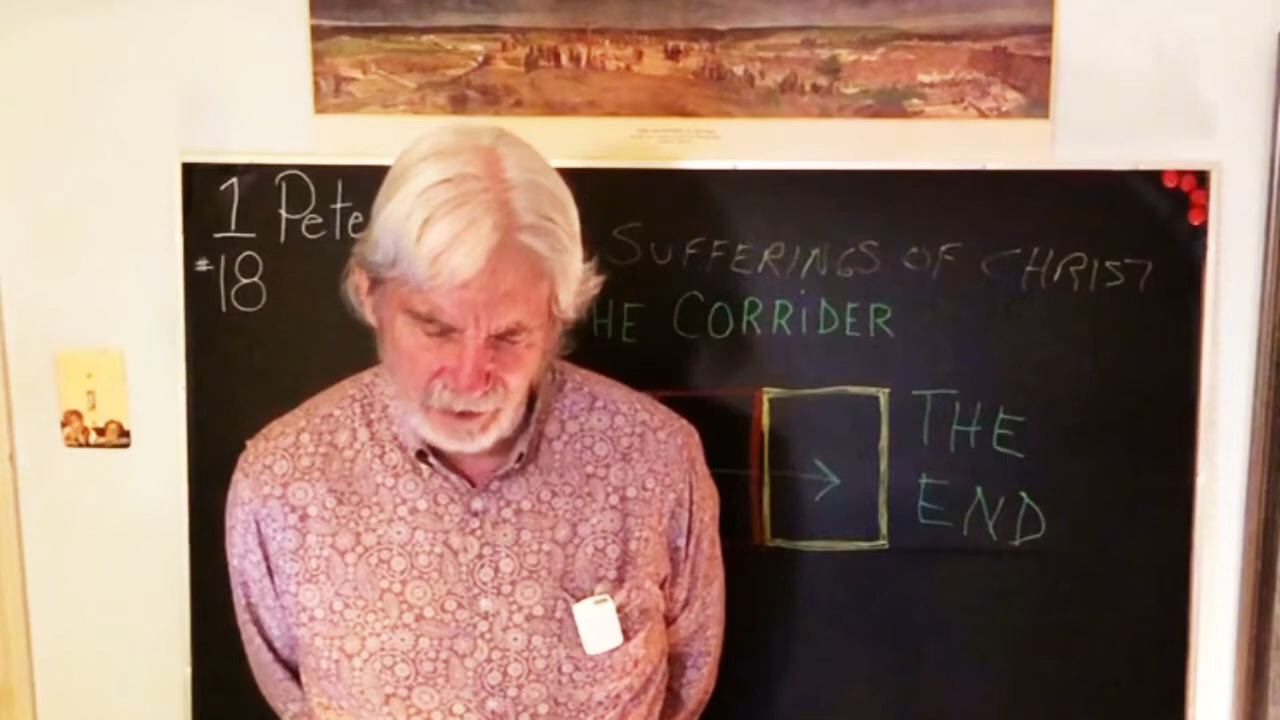 1 Pete
SUFFERINGS OF CHRIST
#18
HE CORRiDER
THE
END